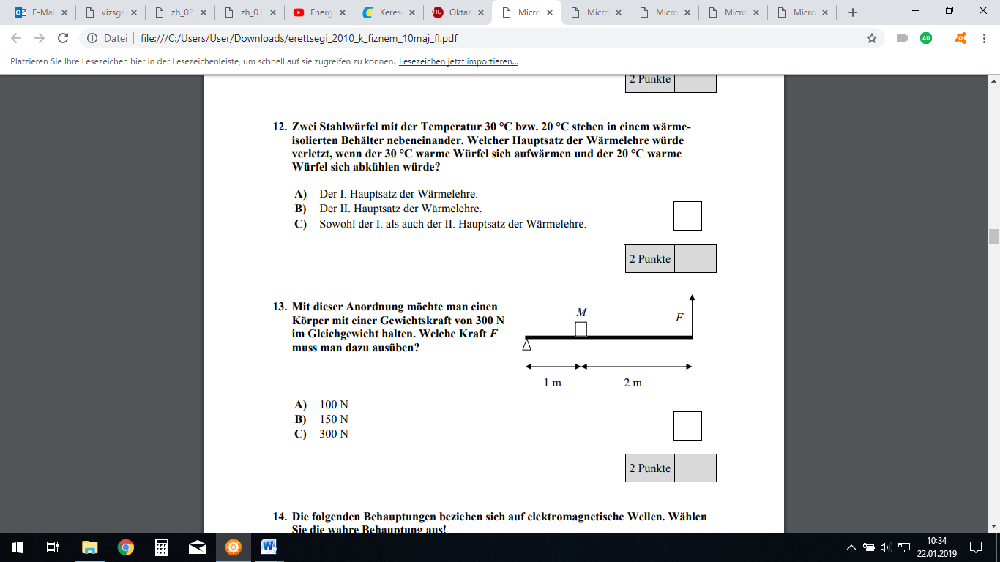 E-Mai
vizsga
zh_02
zh_01
Energ
Keres
Oktat
Micro
Micro
Micro
Micro
Micro
Datei
file:///C:/Users/User/Downloads/erettsegi_2010_k_fiznem_10maj_fl.pdf
AD
Platzieren Sie Ihre Lesezeichen hier in der Lesezeichenleiste, um schnell auf sie zugreifen zu können. Lesezeichen jetzt importieren...
2 Punkte
12. Zwei Stahlwürfel mit der Temperatur 30 °C bzw. 20 °C stehen in einem wärme-
isolierten Behälter nebeneinander. Welcher Hauptsatz der Wärmelehre würde
verletzt, wenn der 30 °C warme Würfel sich aufwärmen und der 20 °C warme
Würfel sich abkühlen würde?
A) Der I. Hauptsatz der Wärmelehre.
B) Der II. Hauptsatz der Wärmelehre.
C) Sowohl der I. als auch der II. Hauptsatz der Wärmelehre.
2 Punkte
13. Mit dieser Anordnung möchte man einen
Körper mit einer Gewichtskraft von 300 N
im Gleichgewicht halten. Welche Kraft F
muss man dazu ausüben?
M
F
1 m
2 m
A) 100 N
B) 150 N
C) 300 N
2 Punkte
14. Die folgenden Behauptungen beziehen sich auf elektromagnetische Wellen. Wählen
Sie die wahre Behauptung aus!
10:34
22.01.2019